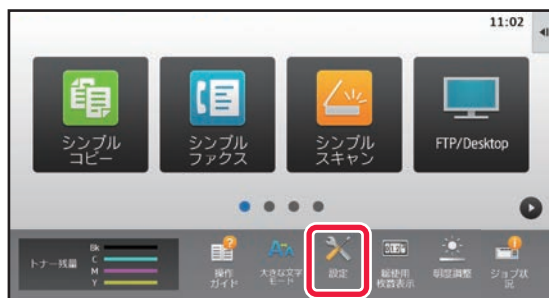 11:02
シンプル
コピー
シンプル
ファクス
シンプル
スキャン
FTP/Desktop
トナー残量
Bk
C
M
Y
操作
ガイド
大きな文字
モード
設定
総使用
枚数表示
明度調整
ジョブ状
況